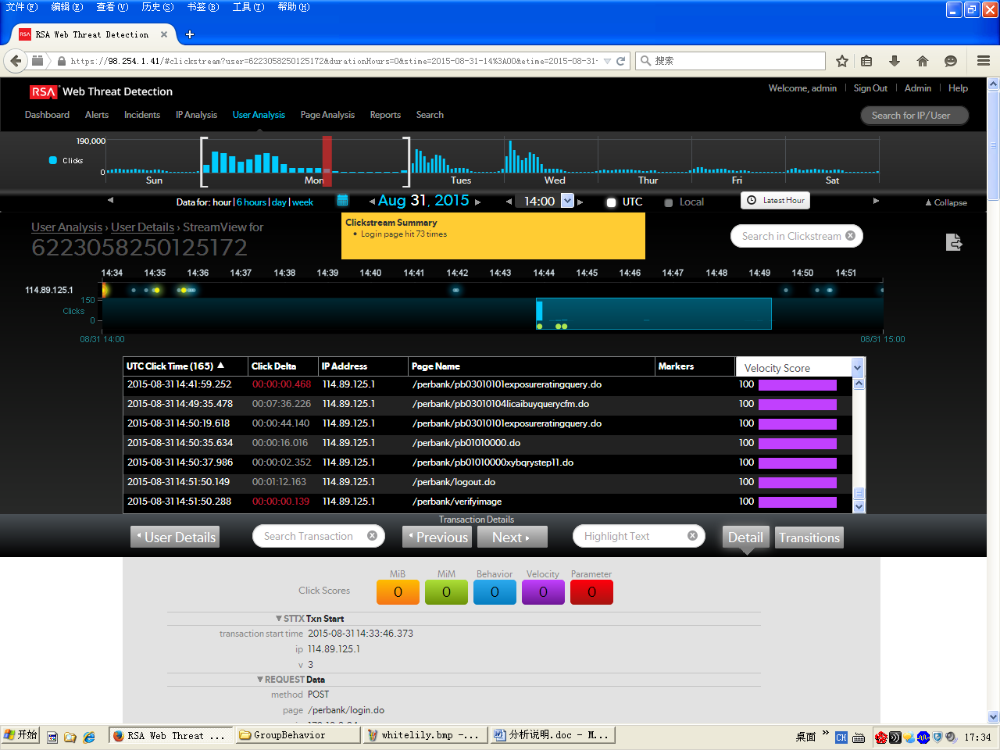 文件(F) 编辑(E) 查看(V) 历史(S) 书签(B) 工具(T) 帮助(H)
RSA RSA Web Threat Detection × +
https://98.254.1.41/#clickstream?user=6223058250125172&durationHours=0&stime=2015-08-31-14%3A00&etime=2015-08-31- 搜索
RSA Web Threat Detection
Welcome, admin | Sign Out | Admin | Help
Dashboard Alerts Incidents IP Analysis User Analysis Page Analysis Reports Search
Search for IP/User
190,000
Clicks
0
Sun Mon Tues Wed Thur Fri Sat
Data for: hour | 6 hours | day | week Aug 31, 2015 14:00 UTC Local Latest Hour Collapse
User Analysis › User Details › StreamView for
6223058250125172
Clickstream Summary
• Login page hit 73 times
Search in Clickstream
14:34 14:35 14:36 14:37 14:38 14:39 14:40 14:41 14:42 14:43 14:44 14:45 14:46 14:47 14:48 14:49 14:50 14:51
114.89.125.1
150
Clicks
0
08/31 14:00 08/31 15:00
UTC Click Time (165) Click Delta IP Address Page Name Markers Velocity Score
2015-08-31 14:41:59.252 00:00:00.468 114.89.125.1 /perbank/pb03010101exposureratingquery.do 100
2015-08-31 14:49:35.478 00:07:36.226 114.89.125.1 /perbank/pb03010104licaibuyquerycfm.do 100
2015-08-31 14:50:19.618 00:00:44.140 114.89.125.1 /perbank/pb03010101exposureratingquery.do 100
2015-08-31 14:50:35.634 00:00:16.016 114.89.125.1 /perbank/pb01010000.do 100
2015-08-31 14:50:37.986 00:00:02.352 114.89.125.1 /perbank/pb01010000xybqrystep11.do 100
2015-08-31 14:51:50.149 00:01:12.163 114.89.125.1 /perbank/logout.do 100
2015-08-31 14:51:50.288 00:00:00.139 114.89.125.1 /perbank/verifyimage 100
Transaction Details
User Details Search Transaction Previous Next Highlight Text Detail Transitions
MiB MiM Behavior Velocity Parameter
Click Scores 0 0 0 0 0
STTX Txn Start
transaction start time 2015-08-31 14:33:46.373
ip 114.89.125.1
v 3
REQUEST Data
method POST
page /perbank/login.do
开始 RSA Web Threat ... GroupBehavior whitelily.bmp -... 分析说明.doc - M... 桌面 » CH 17:34